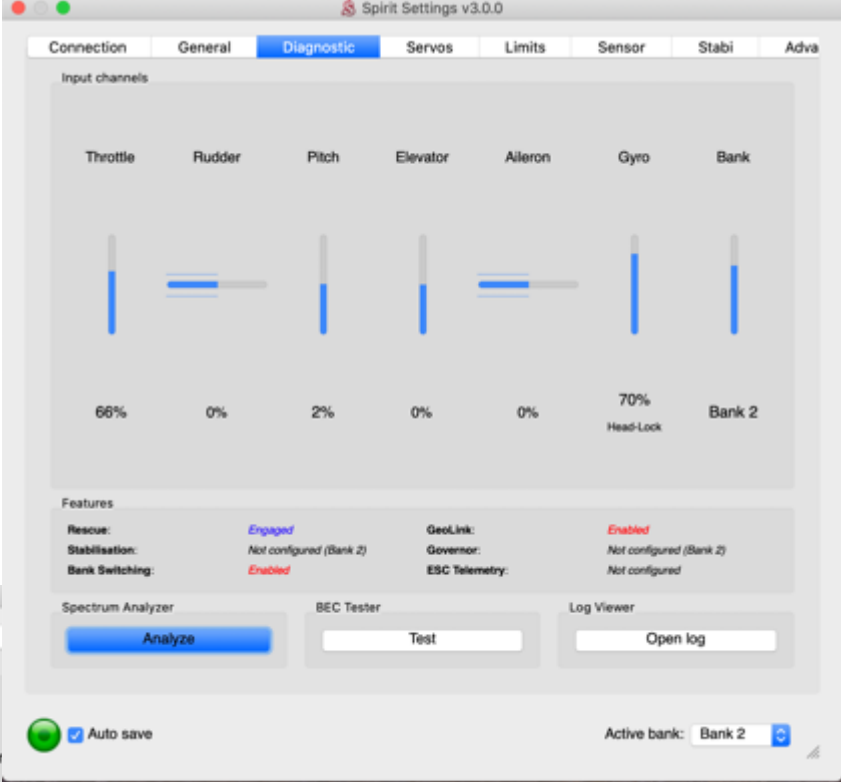 Spirit Settings v3.0.0
Connection General Diagnostic Servos Limits Sensor Stabi Adva
Input channels
Throttle Rudder Pitch Elevator Aileron Gyro Bank
66% 0% 2% 0% 0% 70% Bank 2
Head-Lock
Features
Rescue: Engaged GeoLink: Enabled
Stabilisation: Not configured (Bank 2) Governor: Not configured (Bank 2)
Bank Switching: Enabled ESC Telemetry: Not configured
Spectrum Analyzer BEC Tester Log Viewer
Analyze Test Open log
Auto save Active bank: Bank 2